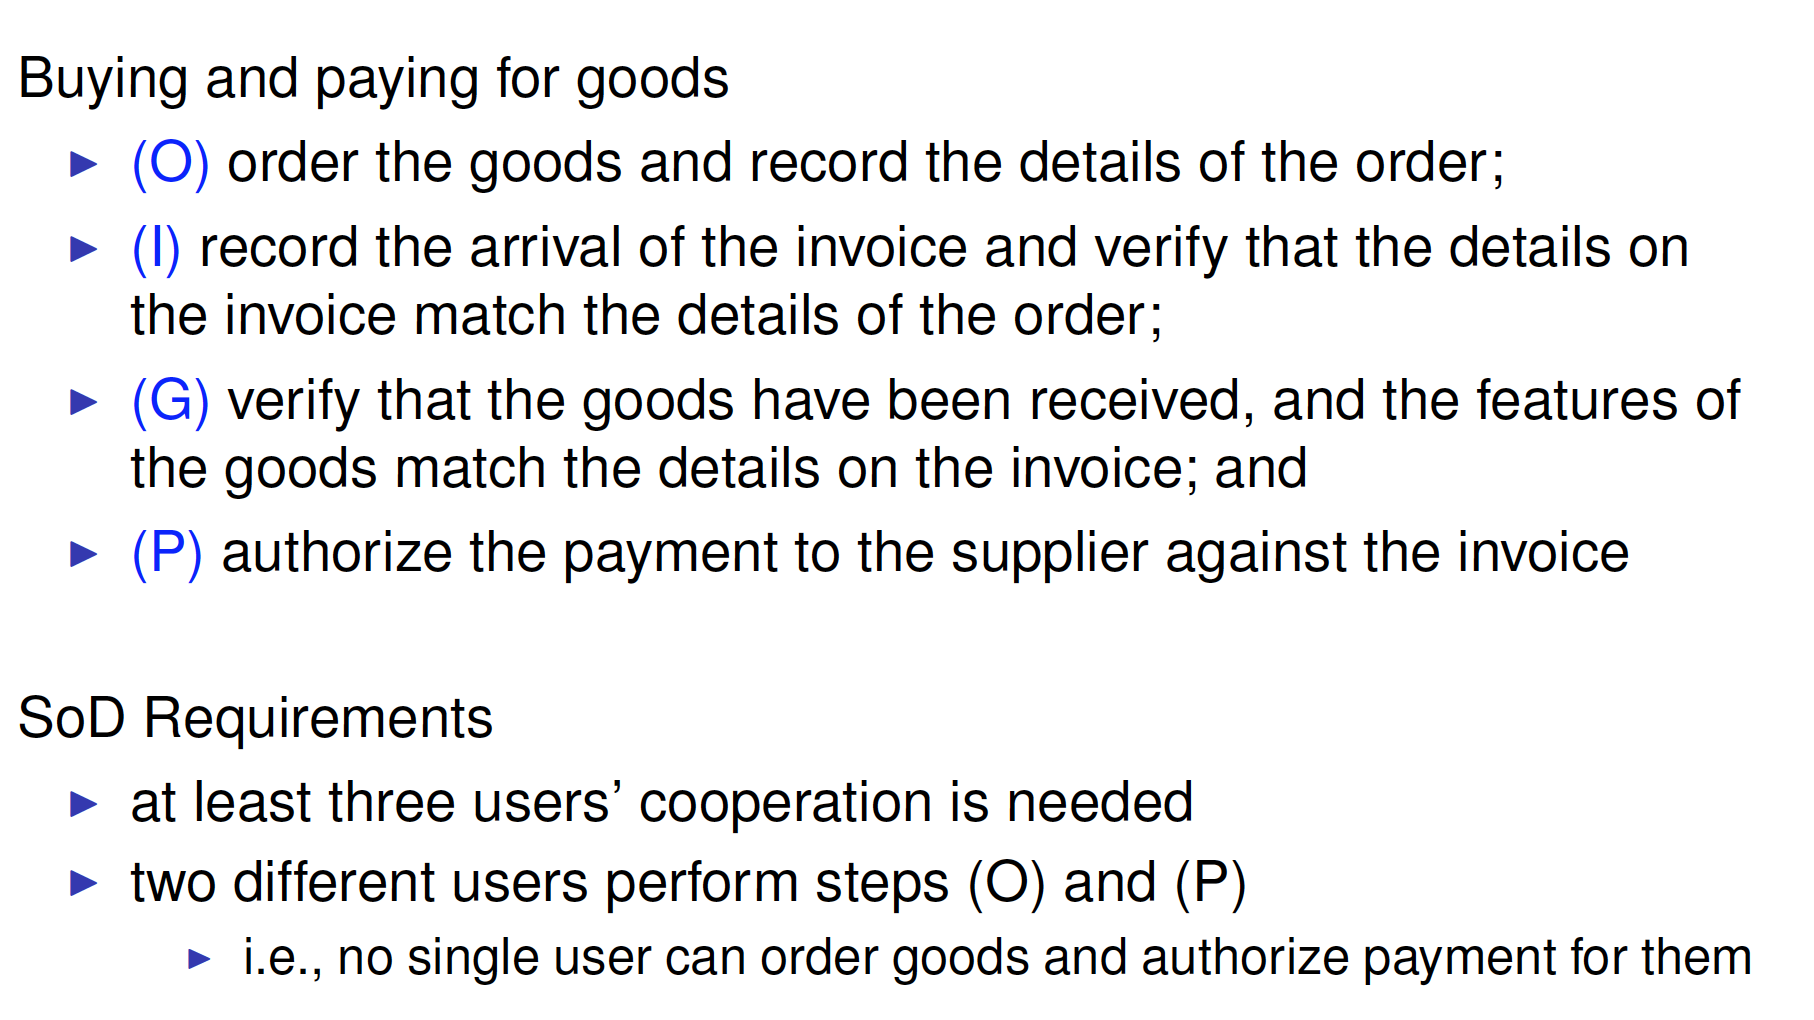 Buying and paying for goods
▶ (O) order the goods and record the details of the order;
▶ (I) record the arrival of the invoice and verify that the details on
the invoice match the details of the order;
▶ (G) verify that the goods have been received, and the features of
the goods match the details on the invoice; and
▶ (P) authorize the payment to the supplier against the invoice
SoD Requirements
▶ at least three users’ cooperation is needed
▶ two different users perform steps (O) and (P)
▶ i.e., no single user can order goods and authorize payment for them